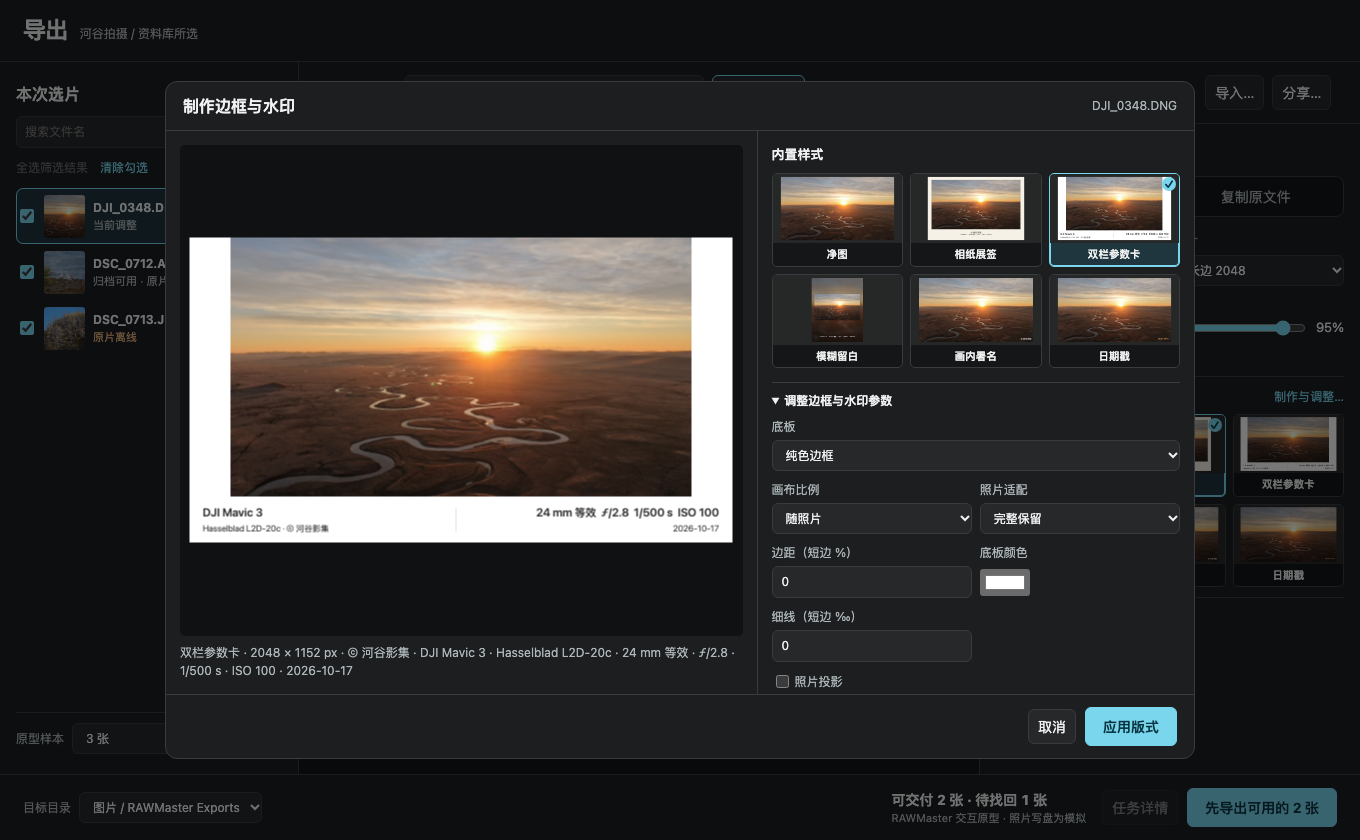 导出
河谷拍摄 / 资料库所选
本次选片
导入...
分享...
搜索文件名
全选筛选结果 清除勾选
DJI_0348.D
当前调整
DSC_0712.A
归档可用 · 原片
DSC_0713.J
原片离线
原型样本
3 张
制作边框与水印
DJI_0348.DNG
DJI Mavic 3
Hasselblad L2D-20c · © 河谷影集
24 mm 等效 ƒ/2.8 1/500 s ISO 100
2026-10-17
双栏参数卡 · 2048 × 1152 px · © 河谷影集 · DJI Mavic 3 · Hasselblad L2D-20c · 24 mm 等效 · ƒ/2.8 ·
1/500 s · ISO 100 · 2026-10-17
内置样式
净图
相纸展签
双栏参数卡
模糊留白
画内署名
日期戳
调整边框与水印参数
底板
纯色边框
画布比例
照片适配
随照片
完整保留
边距（短边 %）
底板颜色
0
细线（短边 ‰）
0
照片投影
取消
应用版式
复制原文件
长边 2048
95%
制作与调整...
双栏参数卡
日期戳
目标目录
图片 / RAWMaster Exports
可交付 2 张 · 待找回 1 张
RAWMaster 交互原型 · 照片写盘为模拟
任务详情
先导出可用的 2 张